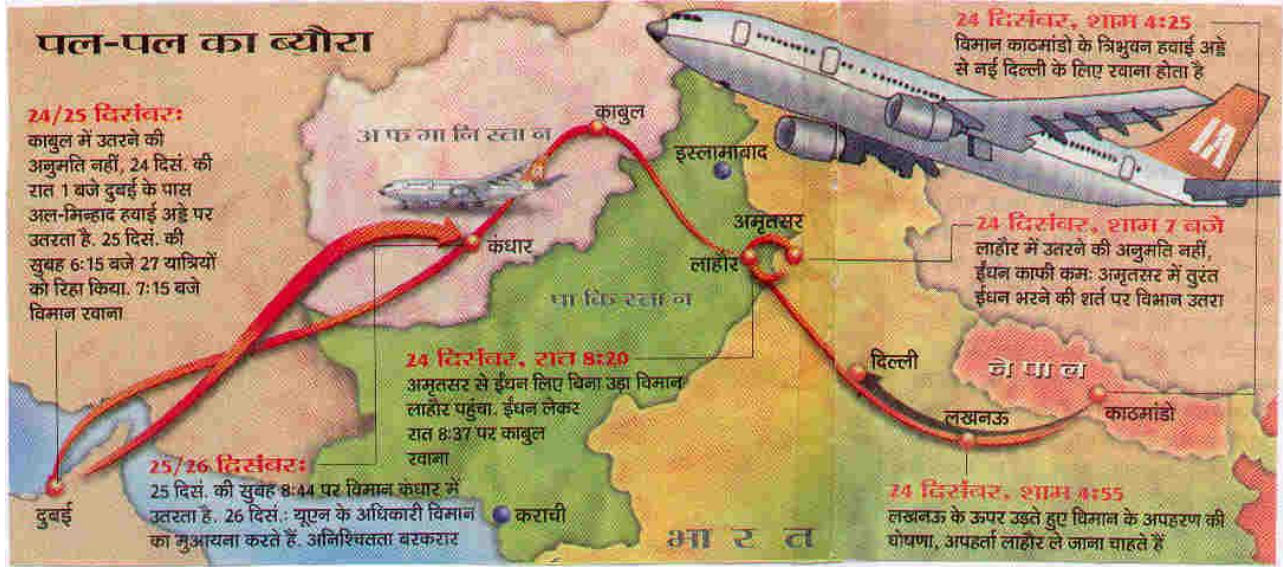 पल-पल का ब्यौरा
24 दिसंबर, शाम 4:25
विमान काठमांडो के त्रिभुवन हवाई अड्डे
से नई दिल्ली के लिए रवाना होता है
24/25 दिसंबर:
काबुल में उतरने की
अनुमति नहीं, 24 दिसं. की
रात 1 बजे दुबई के पास
अल-मिन्हाद हवाई अड्डे पर
उतरता है. 25 दिसं. की
सुबह 6:15 बजे 27 यात्रियों
को रिहा किया. 7:15 बजे
विमान रवाना
अफगानिस्तान
काबुल
इस्लामाबाद
IA
अमृतसर
24 दिसंबर, शाम 7 बजे
लाहौर में उतरने की अनुमति नहीं,
ईंधन काफी कम: अमृतसर में तुरंत
ईंधन भरने की शर्त पर विमान उतरा
कंधार
लाहौर
पाकिस्तान
24 दिसंबर, रात 8:20
अमृतसर से ईंधन लिए बिना उड़ा विमान
लाहौर पहुंचा. ईंधन लेकर
रात 8:37 पर काबुल
रवाना
दिल्ली
नेपाल
लखनऊ
काठमांडो
25/26 दिसंबर:
25 दिसं. की सुबह 8:44 पर विमान कंधार में
उतरता है. 26 दिसं.: यूएन के अधिकारी विमान
का मुआयना करते हैं. अनिश्चितता बरकरार
दुबई
कराची
भारत
24 दिसंबर, शाम 4:55
लखनऊ के ऊपर उड़ते हुए विमान के अपहरण की
घोषणा, अपहर्ता लाहौर ले जाना चाहते हैं